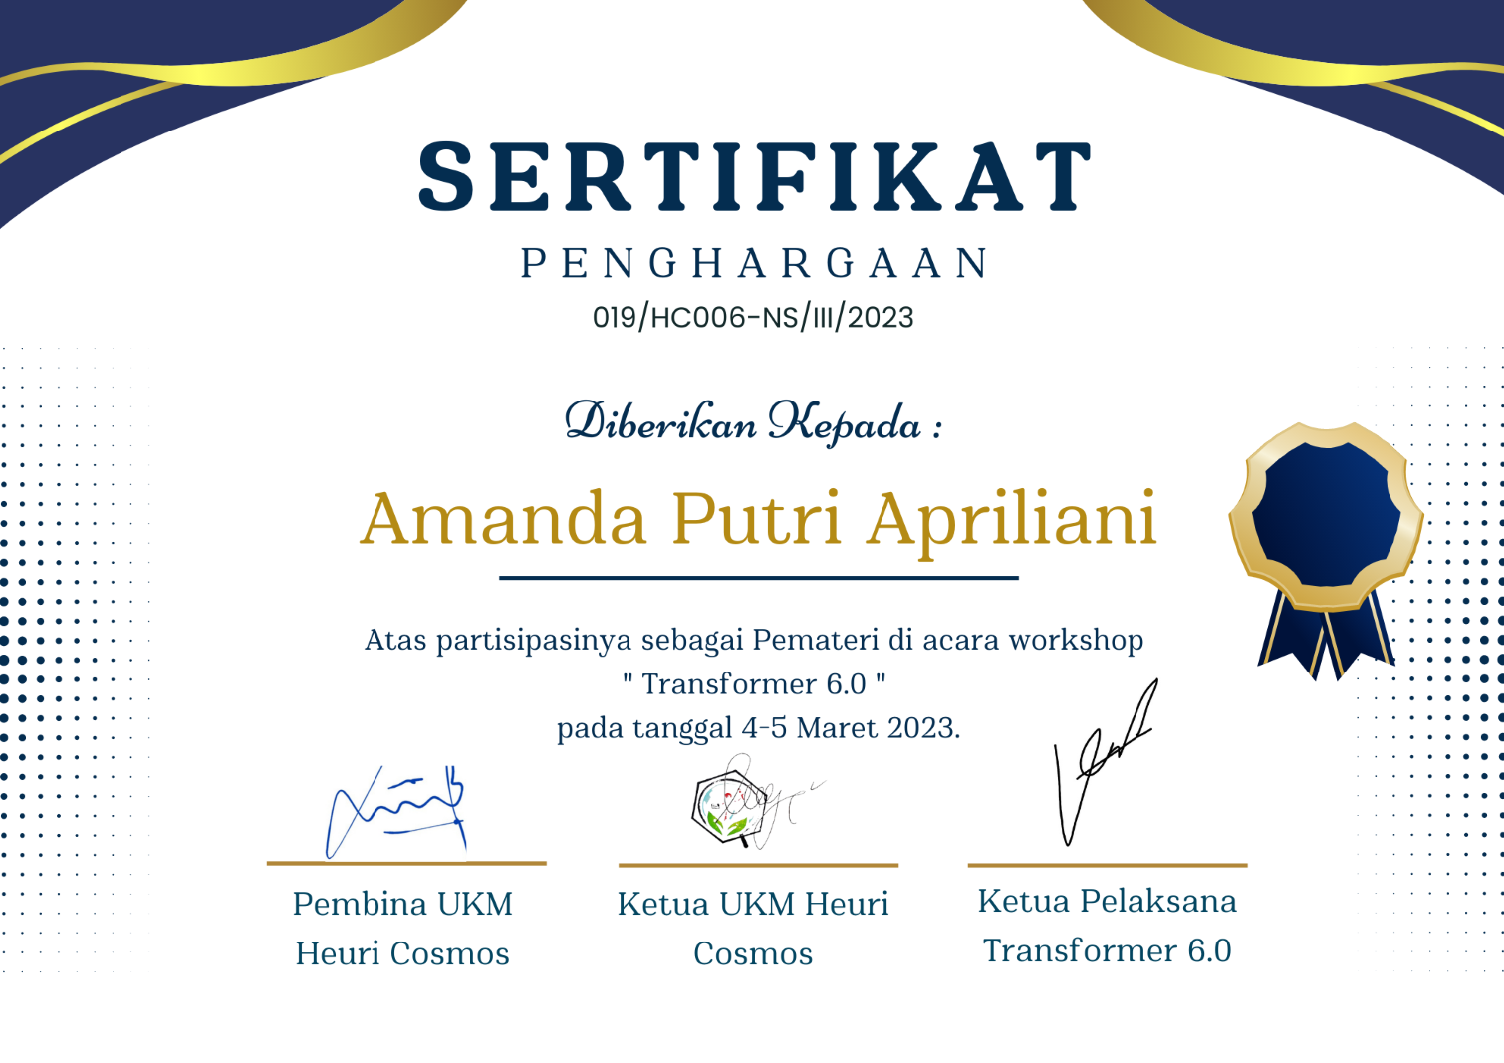 SERTIFIKAT
PENGHARGAAN
019/HC006-NS/III/2023
Diberikan Kepada :
Amanda Putri Apriliani
Atas partisipasinya sebagai Pemateri di acara workshop
" Transformer 6.0 "
pada tanggal 4-5 Maret 2023.
Pembina UKM
Heuri Cosmos
Ketua UKM Heuri
Cosmos
Ketua Pelaksana
Transformer 6.0